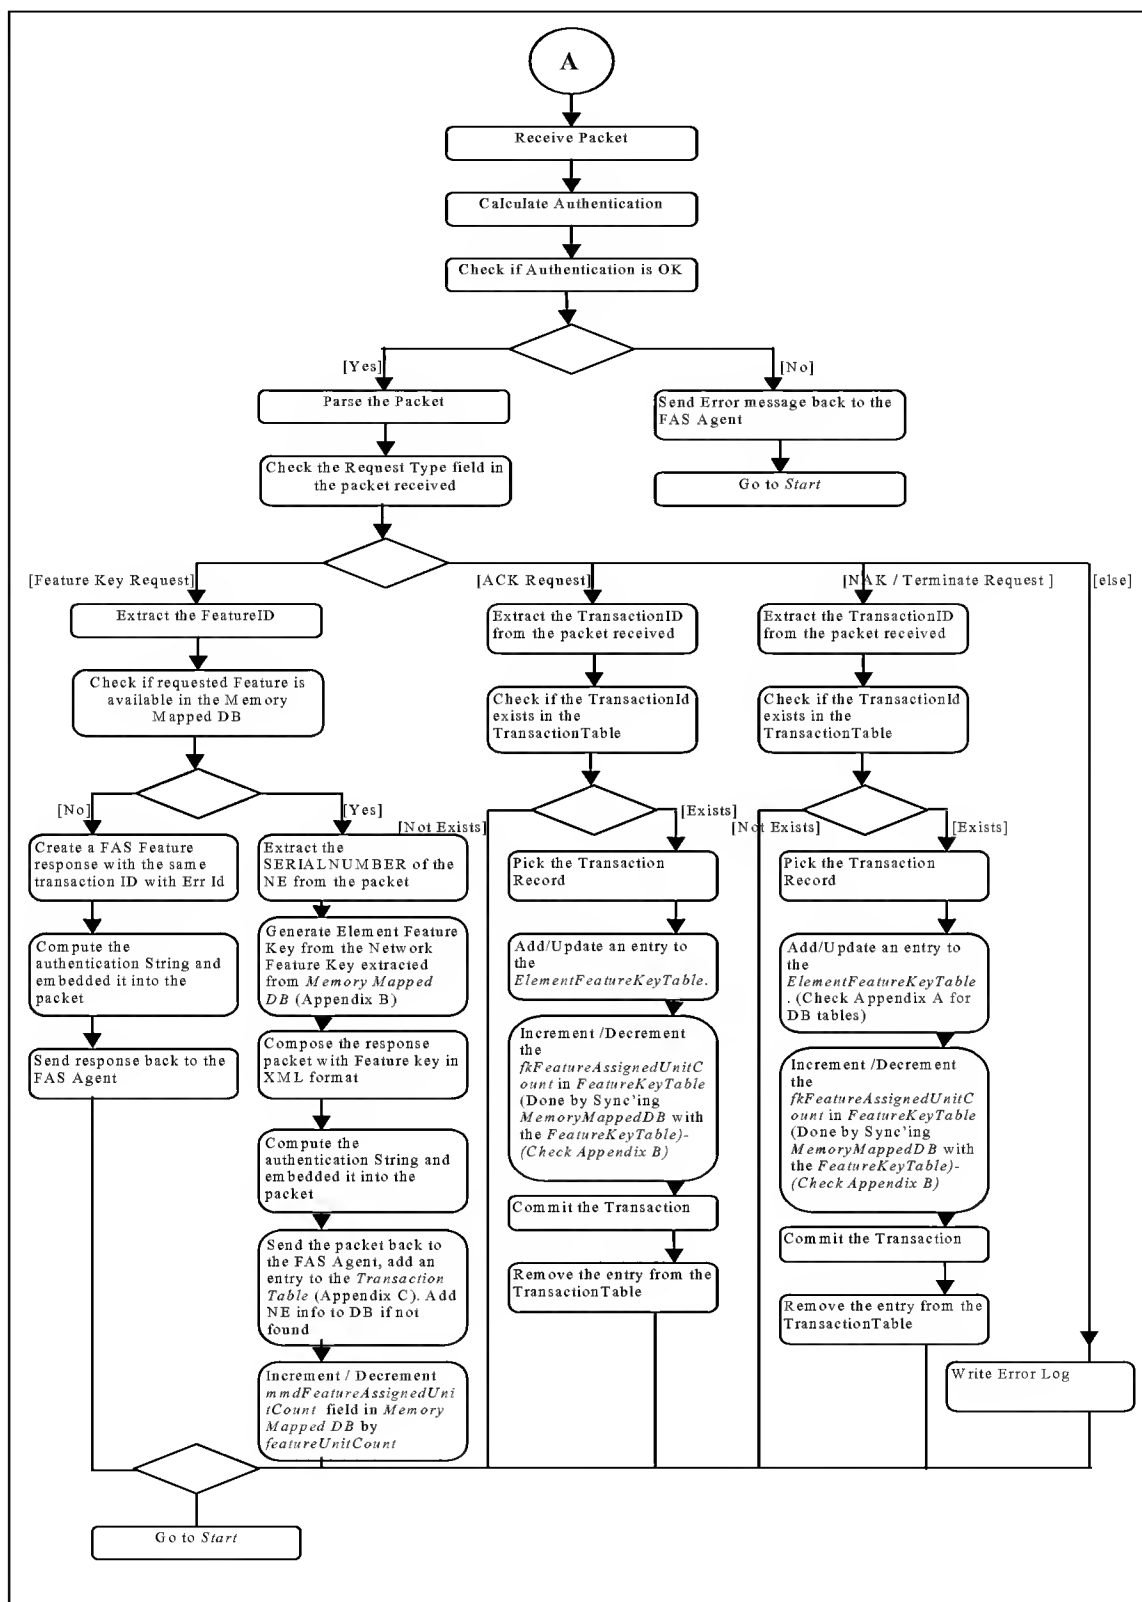 A
Receive Packet
Calculate Authentication
Check if Authentication is OK
[Yes]
[No]
Parse the Packet
Send Error message back to the
FAS Agent
Check the Request Type field in
the packet received
Go to Start
[Feature Key Request]
[ACK Request]
[NAK / Terminate Request ]
[else]
Extract the FeatureID
Extract the TransactionID
from the packet received
Extract the TransactionID
from the packet received
Check if requested Feature is
available in the Memory
Mapped DB
Check if the TransactionId
exists in the
TransactionTable
Check if the TransactionId
exists in the
TransactionTable
[No]
[Yes]
[Not Exists]
[Exists]
[Not Exists]
[Exists]
Create a FAS Feature
response with the same
transaction ID with Err Id
Compute the
authentication String and
embedded it into the
packet
Send response back to the
FAS Agent
Extract the
SERIALNUMBER of the
NE from the packet
Generate Element Feature
Key from the Network
Feature Key extracted
from Memory Mapped
DB (Appendix B)
Compose the response
packet with Feature key in
XML format
Compute the
authentication String and
embedded it into the
packet
Send the packet back to
the FAS Agent, add an
entry to the Transaction
Table (Appendix C). Add
NE info to DB if not
found
Increment / Decrement
mmdFeatureAssignedUni
tCount field in Memory
Mapped DB by
featureUnitCount
Pick the Transaction
Record
Add/Update an entry to
the
ElementFeatureKeyTable.
Increment /Decrement
the
fkFeatureAssignedUnitC
ount in FeatureKeyTable
(Done by Sync'ing
MemoryMappedDB with
the FeatureKeyTable)-
(Check Appendix B)
Commit the Transaction
Remove the entry from the
TransactionTable
Pick the Transaction
Record
Add/Update an entry to
the
ElementFeatureKeyTable
. (Check Appendix A for
DB tables)
Increment /Decrement
the
fkFeatureAssignedUnitC
ount in FeatureKeyTable
(Done by Sync'ing
MemoryMappedDB with
the FeatureKeyTable)-
(Check Appendix B)
Commit the Transaction
Remove the entry from the
TransactionTable
Write Error Log
Go to Start